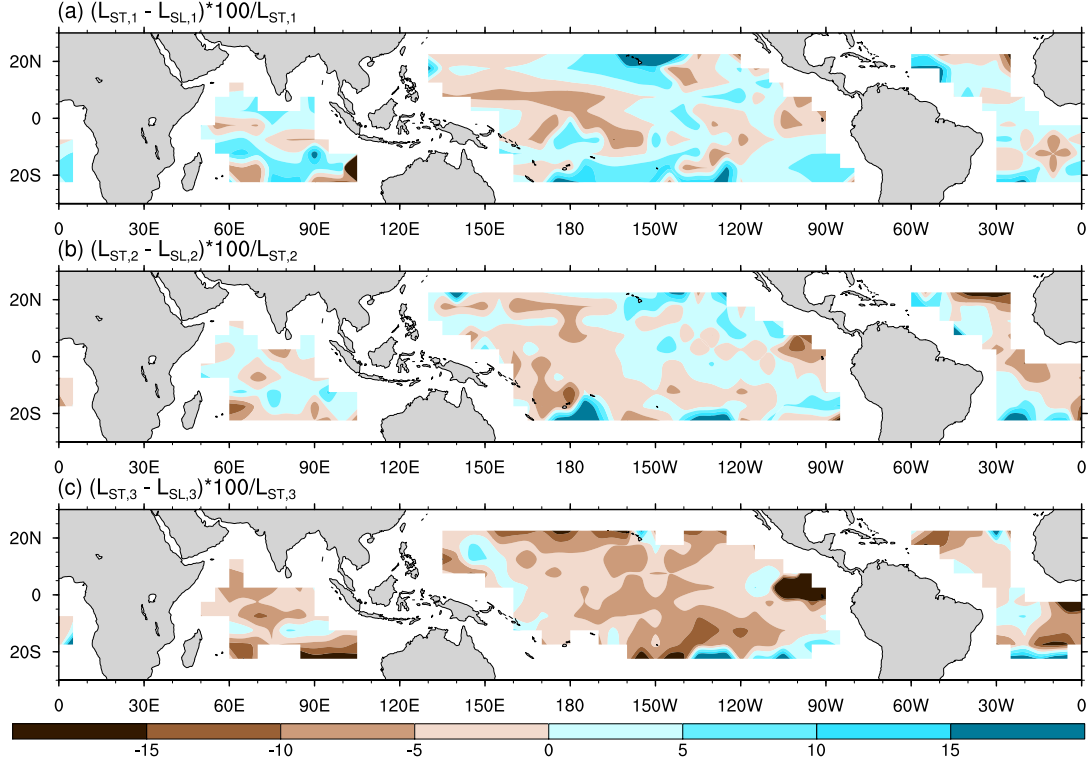 (a) (L_ST,1 - L_SL,1)*100/L_ST,1
20N
0
20S
0 30E 60E 90E 120E 150E 180 150W 120W 90W 60W 30W 0
(b) (L_ST,2 - L_SL,2)*100/L_ST,2
20N
0
20S
0 30E 60E 90E 120E 150E 180 150W 120W 90W 60W 30W 0
(c) (L_ST,3 - L_SL,3)*100/L_ST,3
20N
0
20S
0 30E 60E 90E 120E 150E 180 150W 120W 90W 60W 30W 0
-15 -10 -5 0 5 10 15